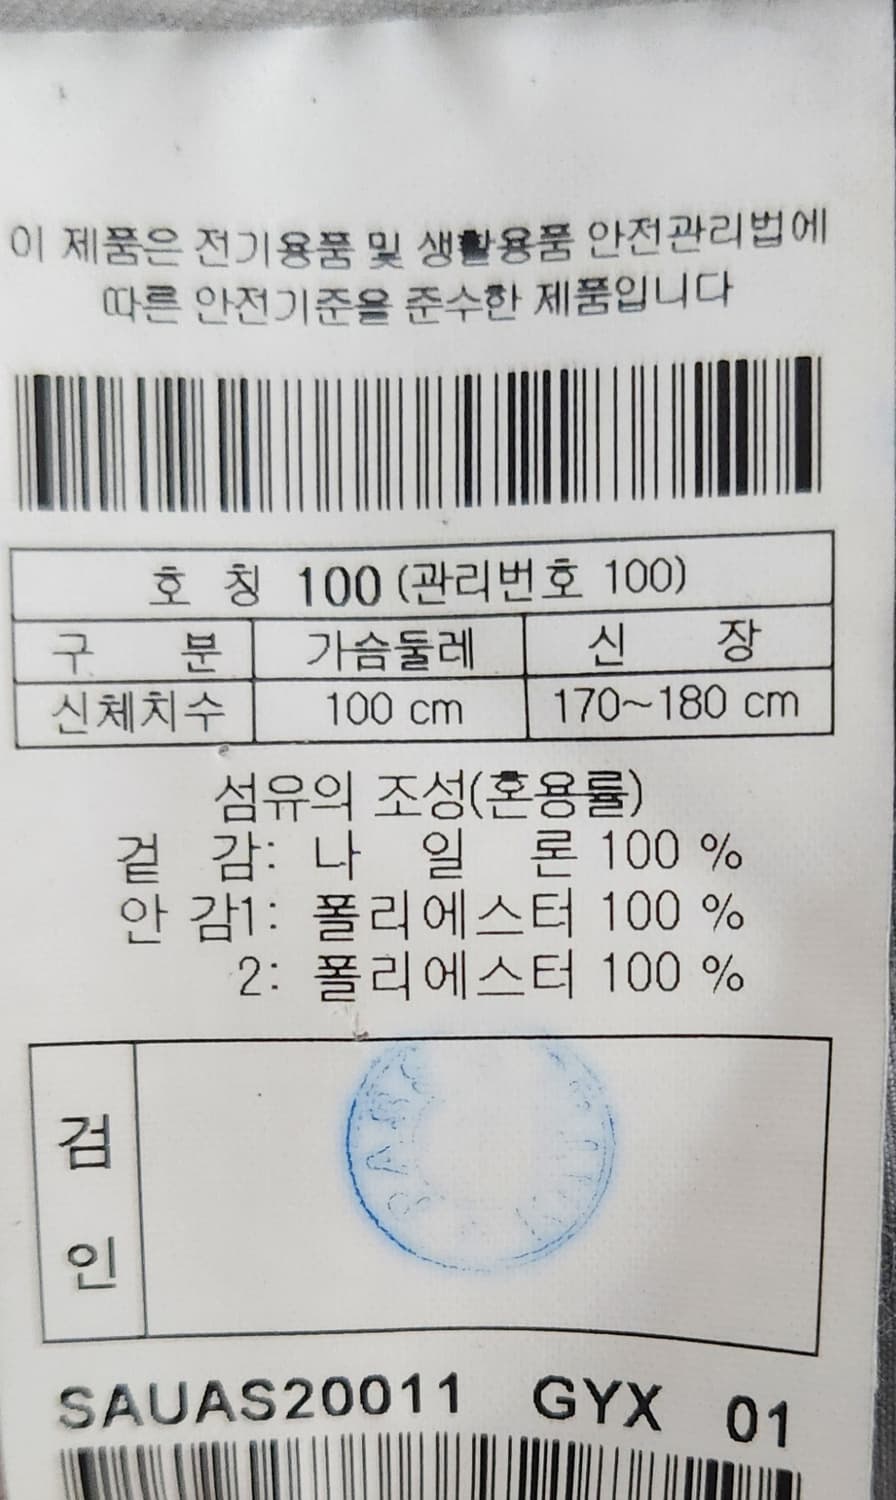 이 제품은 전기용품 및 생활용품 안전관리법에
따른 안전기준을 준수한 제품입니다
호 칭 100 (관리번호 100)
구 분 가슴둘레 신 장
신체치수 100 cm 170~180 cm
섬유의 조성(혼용률)
겉 감: 나 일 론 100 %
안 감1: 폴리에스터 100 %
2: 폴리에스터 100 %
검
인
SAUAS20011 GYX 01